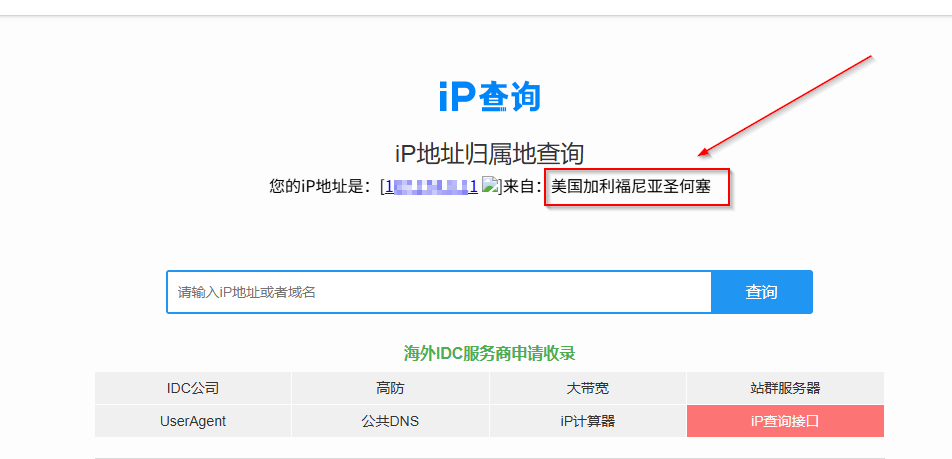 iP查询
iP地址归属地查询
您的iP地址是：[1 1 ]来自：美国加利福尼亚圣何塞
请输入iP地址或者域名 查询
海外IDC服务商申请收录
IDC公司 高防 大带宽 站群服务器
UserAgent 公共DNS iP计算器 iP查询接口